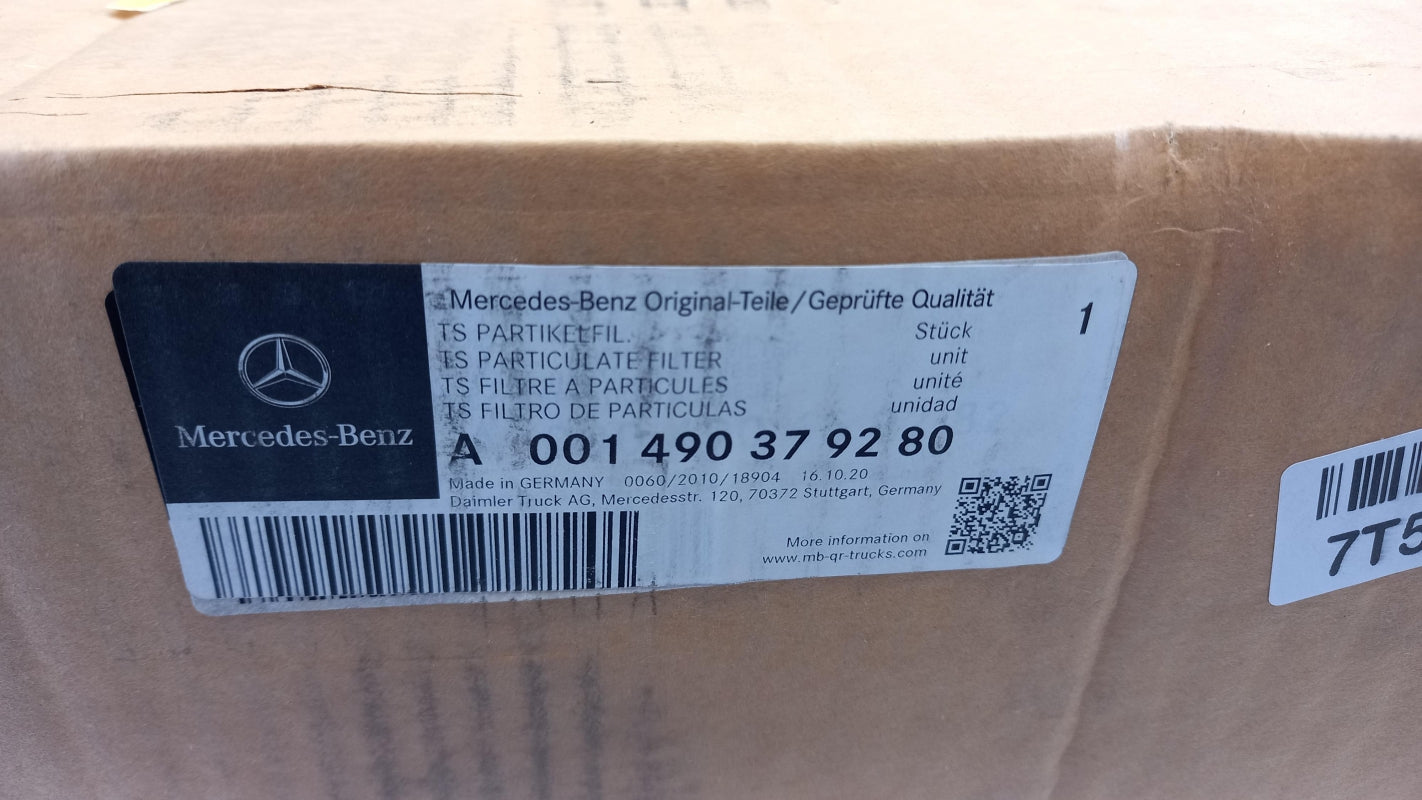 Mercedes-Benz
Mercedes-Benz Original-Teile/Geprüfte Qualität
1
TS PARTIKELFIL. Stück
TS PARTICULATE FILTER unit
TS FILTRE A PARTICULES unité
TS FILTRO DE PARTICULAS unidad
A 001 490 37 92 80
Made in GERMANY 0060/2010/18904 16.10.20
Daimler Truck AG, Mercedesstr. 120, 70372 Stuttgart, Germany
More information on
www.mb-qr-trucks.com
7T5